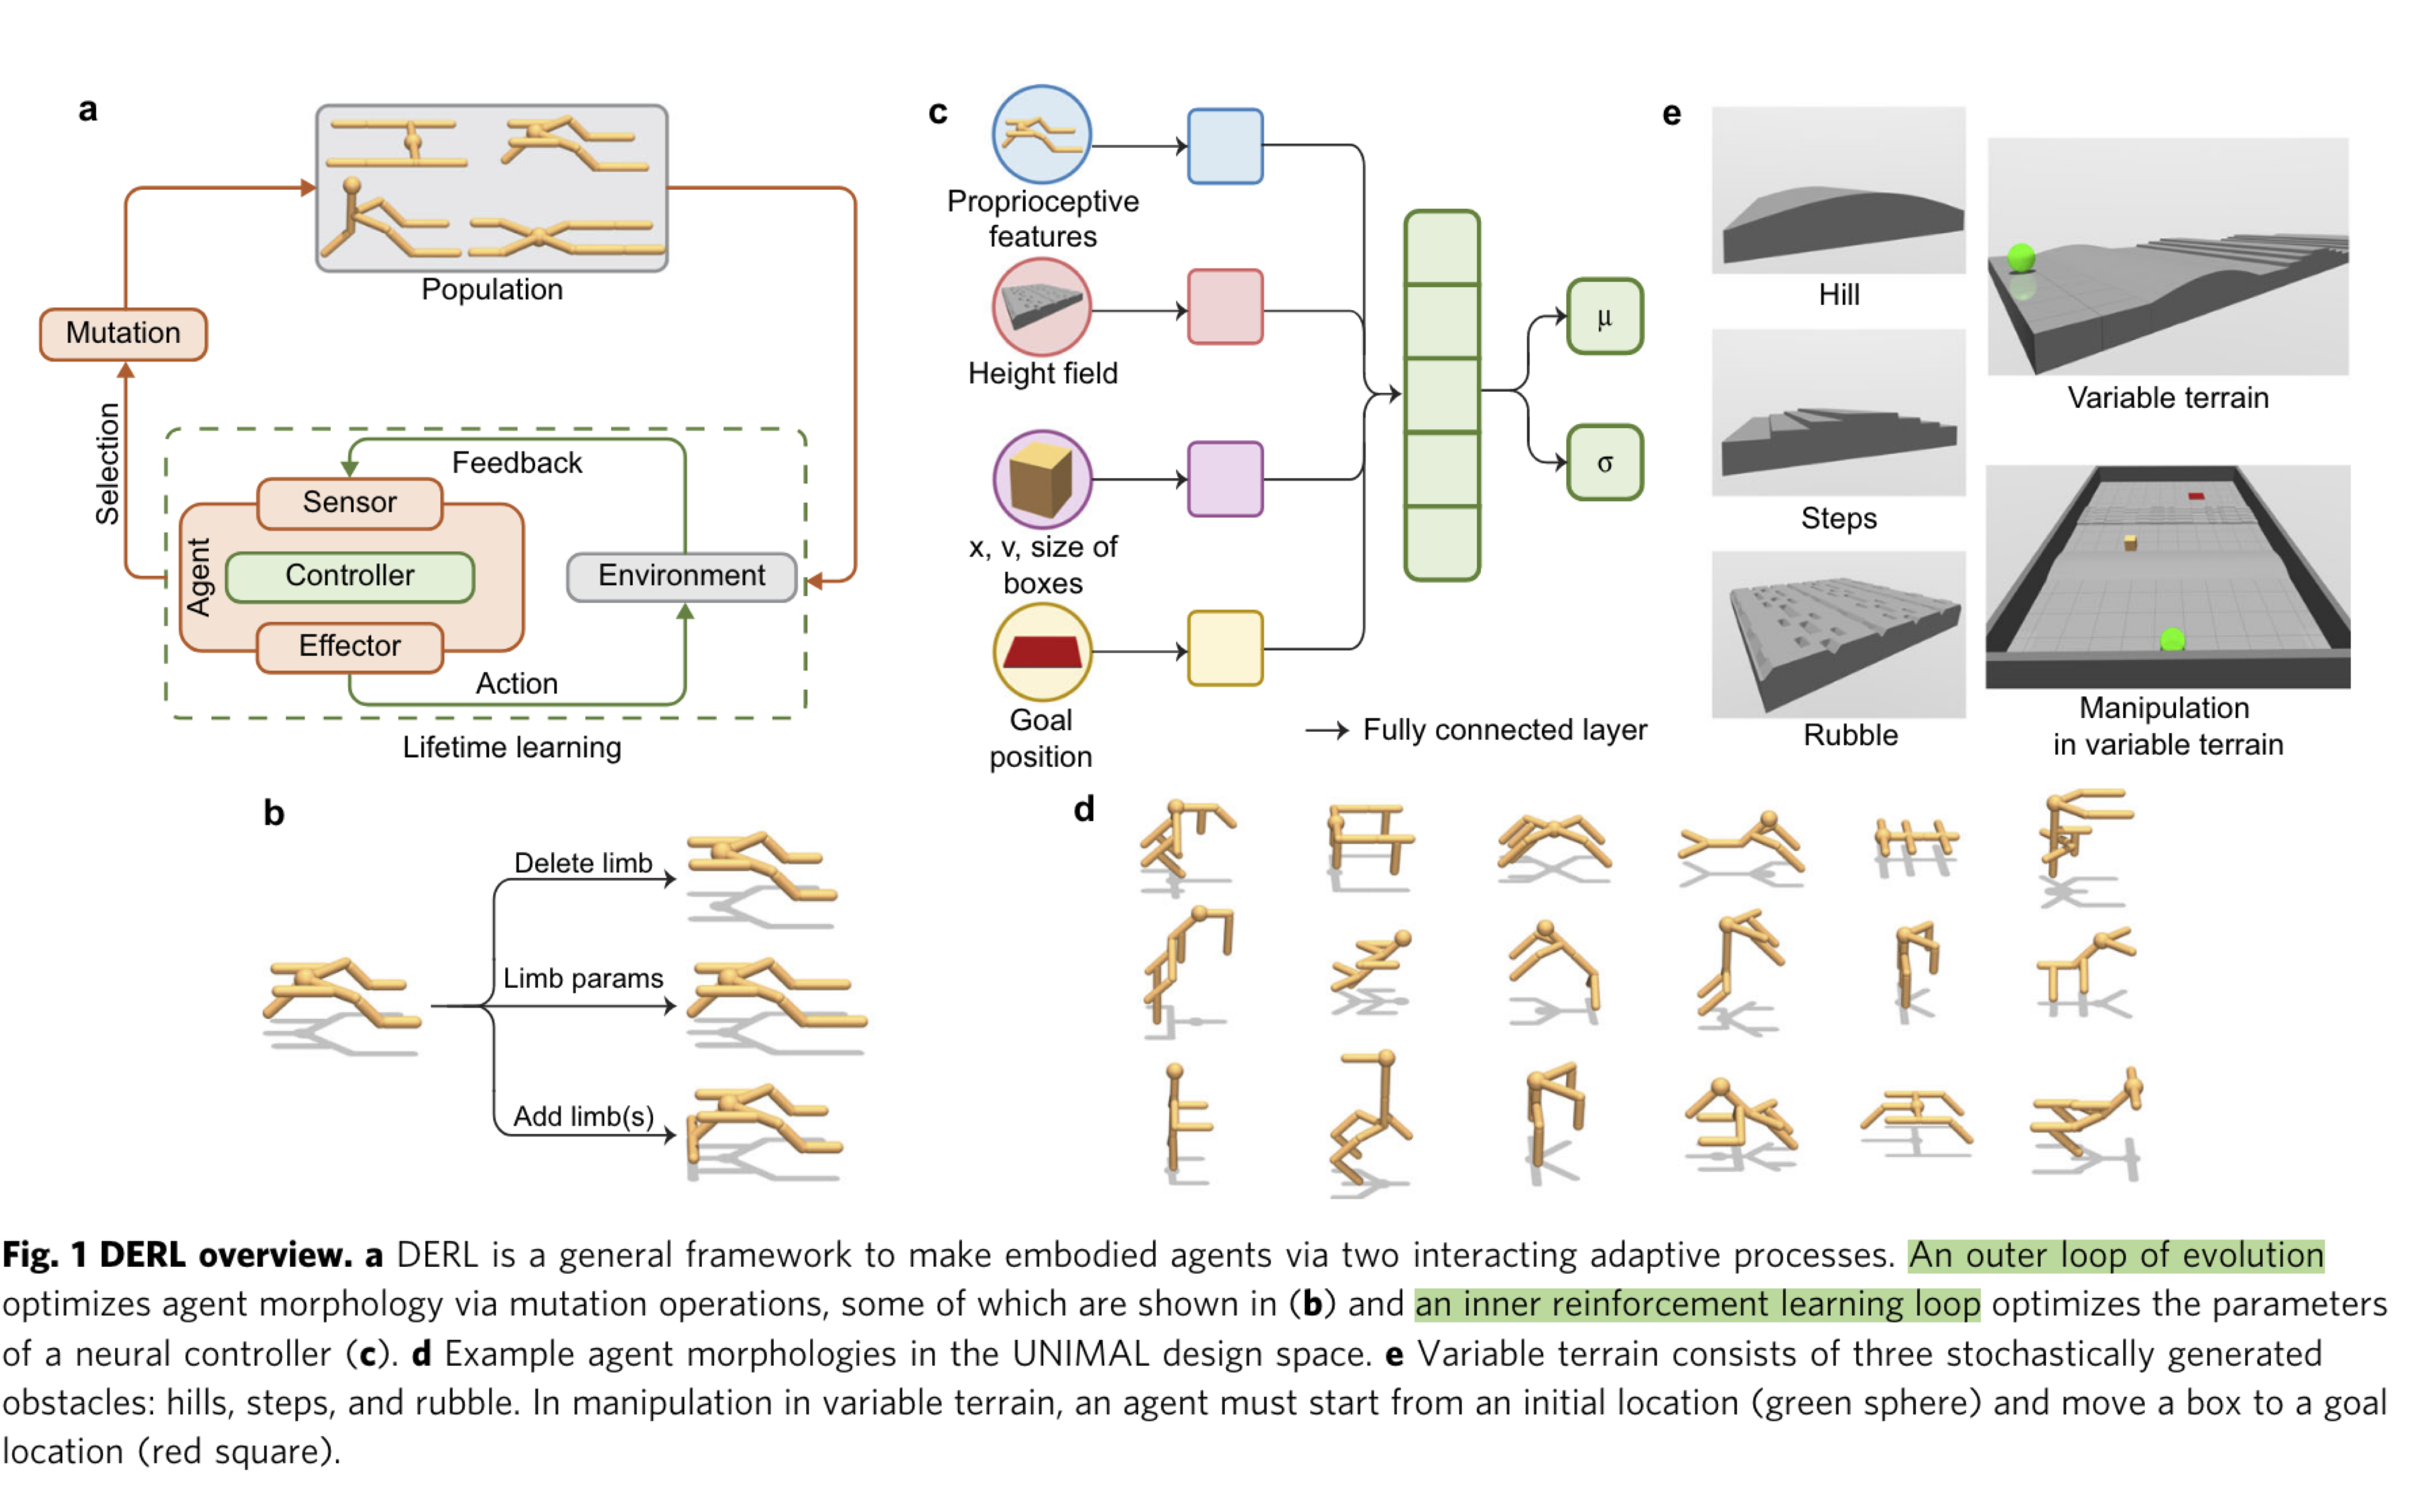 a
Population
Mutation
Selection
Feedback
Sensor
Agent
Controller
Environment
Effector
Action
Lifetime learning
b
Delete limb
Limb params
Add limb(s)
c
Proprioceptive
features
Height field
x, v, size of
boxes
Goal
position
μ
σ
Fully connected layer
d
e
Hill
Steps
Rubble
Variable terrain
Manipulation
in variable terrain
Fig. 1 DERL overview. a DERL is a general framework to make embodied agents via two interacting adaptive processes. An outer loop of evolution
optimizes agent morphology via mutation operations, some of which are shown in (b) and an inner reinforcement learning loop optimizes the parameters
of a neural controller (c). d Example agent morphologies in the UNIMAL design space. e Variable terrain consists of three stochastically generated
obstacles: hills, steps, and rubble. In manipulation in variable terrain, an agent must start from an initial location (green sphere) and move a box to a goal
location (red square).